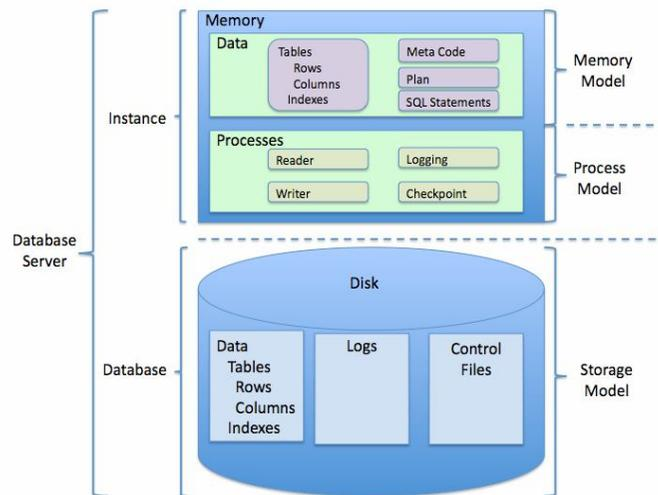 Memory
Data
Tables
Rows
Columns
Indexes
Meta Code
Plan
SQL Statements
Memory
Model
Instance
Processes
Reader
Logging
Writer
Checkpoint
Process
Model
Database
Server
Disk
Database
Data
Tables
Rows
Columns
Indexes
Logs
Control
Files
Storage
Model